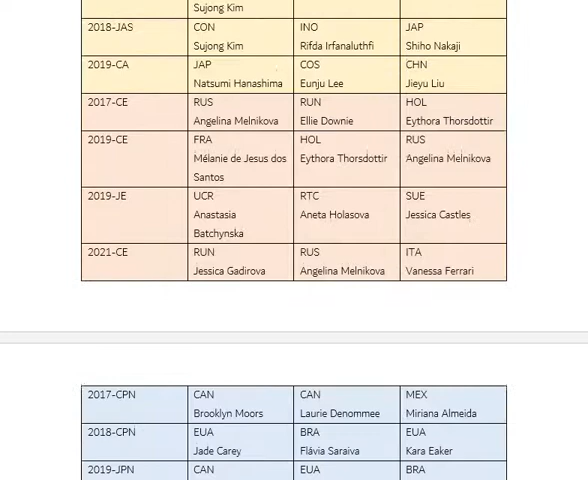 Sujong Kim
2018-JAS CON INO JAP
Sujong Kim Rifda Irfanaluthfi Shiho Nakaji
2019-CA JAP COS CHN
Natsumi Hanashima Eunju Lee Jieyu Liu
2017-CE RUS RUN HOL
Angelina Melnikova Ellie Downie Eythora Thorsdottir
2019-CE FRA HOL RUS
Mélanie de Jesus dos Eythora Thorsdottir Angelina Melnikova
Santos
2019-JE UCR RTC SUE
Anastasia Aneta Holasova Jessica Castles
Batchynska
2021-CE RUN RUS ITA
Jessica Gadirova Angelina Melnikova Vanessa Ferrari
2017-CPN CAN CAN MEX
Brooklyn Moors Laurie Denommee Miriana Almeida
2018-CPN EUA BRA EUA
Jade Carey Flávia Saraiva Kara Eaker
2019-JPN CAN EUA BRA